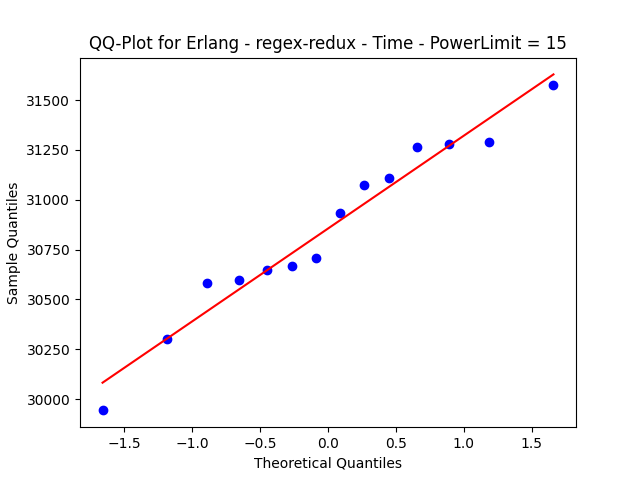 QQ-Plot for Erlang - regex-redux - Time - PowerLimit = 15
Sample Quantiles
31500
31250
31000
30750
30500
30250
30000
−1.5 −1.0 −0.5 0.0 0.5 1.0 1.5
Theoretical Quantiles